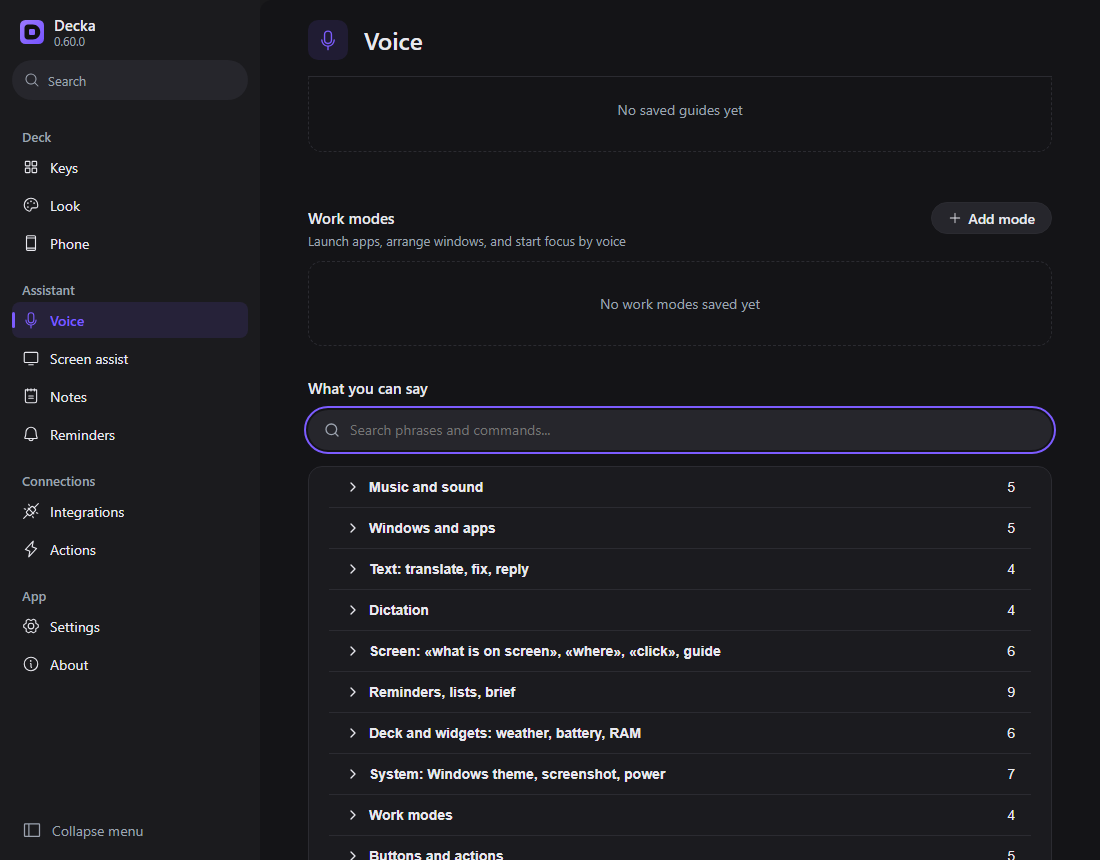 Decka
0.60.0
Search
Deck
Keys
Look
Phone
Assistant
Voice
Screen assist
Notes
Reminders
Connections
Integrations
Actions
App
Settings
About
Collapse menu
Voice
No saved guides yet
Work modes
Add mode
Launch apps, arrange windows, and start focus by voice
No work modes saved yet
What you can say
Search phrases and commands...
Music and sound 5
Windows and apps 5
Text: translate, fix, reply 4
Dictation 4
Screen: «what is on screen», «where», «click», guide 6
Reminders, lists, brief 9
Deck and widgets: weather, battery, RAM 6
System: Windows theme, screenshot, power 7
Work modes 4
Buttons and actions 5